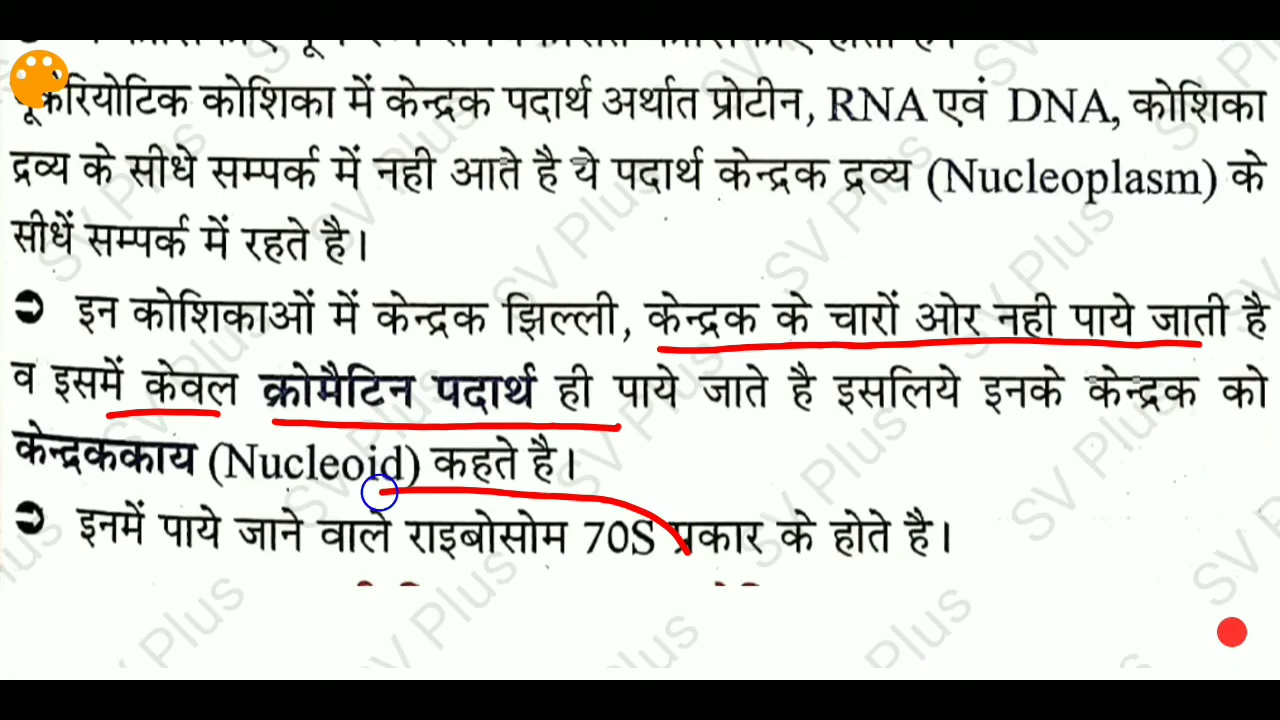 यूकेरियोटिक कोशिका में केन्द्रक पदार्थ अर्थात प्रोटीन, RNA एवं DNA, कोशिका
द्रव्य के सीधे सम्पर्क में नही आते है ये पदार्थ केन्द्रक द्रव्य (Nucleoplasm) के
सीधें सम्पर्क में रहते है।
➲ इन कोशिकाओं में केन्द्रक झिल्ली, केन्द्रक के चारों ओर नही पाये जाती है
व इसमें केवल क्रोमैटिन पदार्थ ही पाये जाते है इसलिये इनके केन्द्रक को
केन्द्रककाय (Nucleoid) कहते है।
➲ इनमें पाये जाने वाले राइबोसोम 70S प्रकार के होते है।
SV Plus